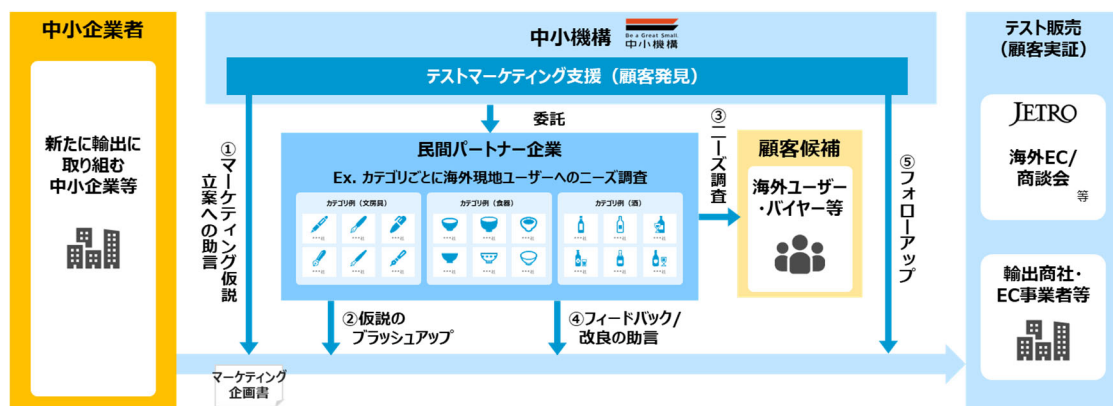 中小企業者
新たに輸出に
取り組む
中小企業等
中小機構
Be a Great Small
中小機構
テストマーケティング支援（顧客発見）
委託
①マーケティング仮説
立案への助言
民間パートナー企業
Ex. カテゴリごとに海外現地ユーザーへのニーズ調査
カテゴリ例（文房具）
カテゴリ例（食器）
カテゴリ例（酒）
②仮説の
ブラッシュアップ
③ニーズ調査
顧客候補
海外ユーザー
・バイヤー等
④フィードバック/
改良の助言
⑤フォローアップ
マーケティング
企画書
テスト販売
（顧客実証）
JETRO
海外EC/
商談会
等
輸出商社・
EC事業者等